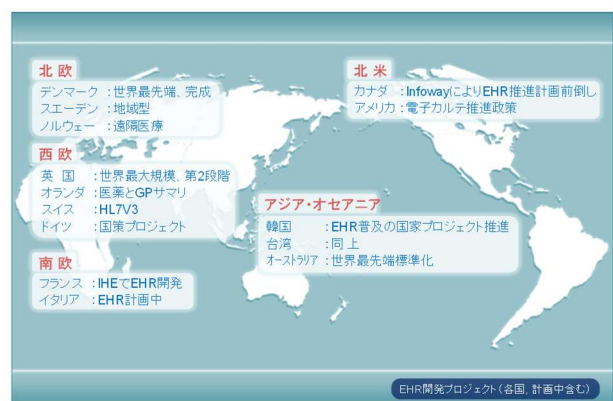 北 欧
デンマーク :世界最先端、完成
スエーデン :地域型
ノルウェー :遠隔医療
西 欧
英 国 :世界最大規模、第2段階
オランダ :医薬とGPサマリ
スイス :HL7V3
ドイツ :国策プロジェクト
南 欧
フランス :IHEでEHR開発
イタリア :EHR計画中
北 米
カナダ :InfowayによりEHR推進計画前倒し
アメリカ :電子カルテ推進政策
アジア・オセアニア
韓国 :EHR普及の国家プロジェクト推進
台湾 :同 上
オーストラリア :世界最先端標準化
EHR開発プロジェクト(各国, 計画中含む)